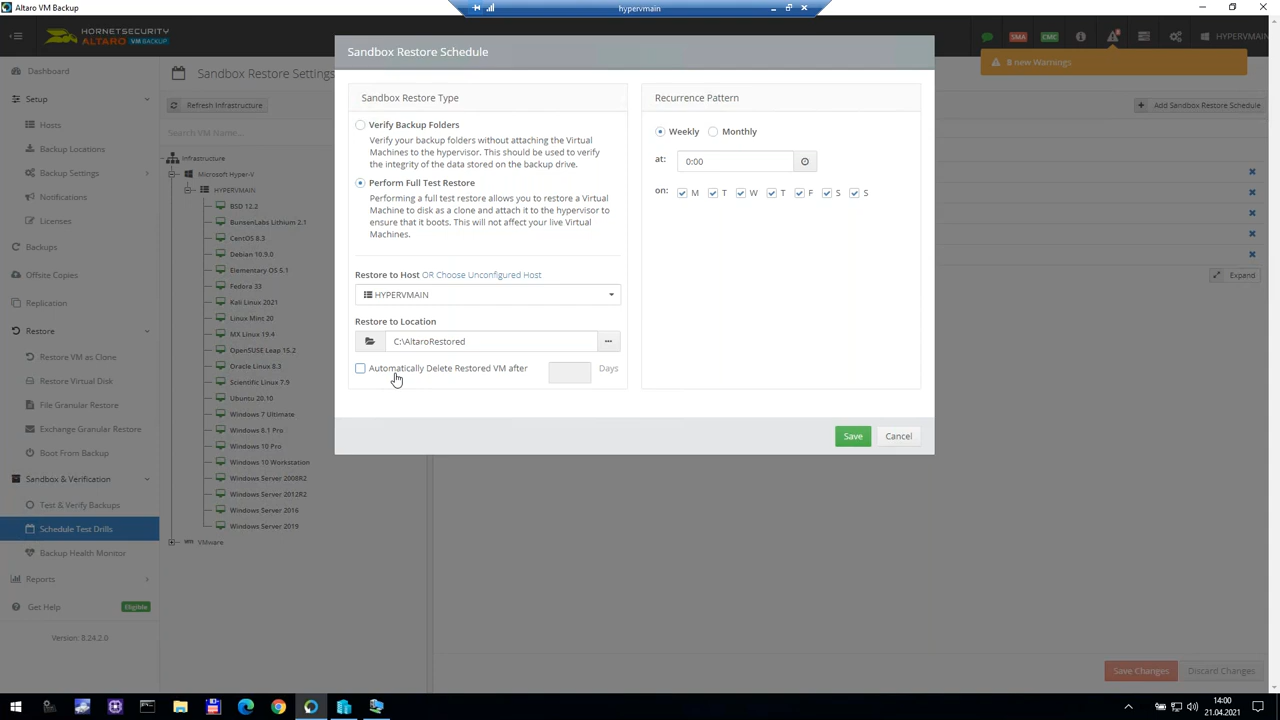 Altaro VM Backup
hypervmain
HORNETSECURITY
ALTARO VM BACKUP
SMA
CMC
HYPERVMAIN
8 new Warnings
Dashboard
Setup
Hosts
Backup Locations
Backup Settings
Notifications
Licenses
Backups
Offsite Copies
Replication
Restore
Restore VM as Clone
Restore Virtual Disk
File Granular Restore
Exchange Granular Restore
Boot From Backup
Sandbox & Verification
Test & Verify Backups
Schedule Test Drills
Backup Health Monitor
Reports
Get Help
Eligible
Version: 8.24.2.0
Sandbox Restore Settings
Refresh Infrastructure
Search VM Name...
Infrastructure
Microsoft Hyper-V
HYPERVMAIN
BSD 12.2
BunsenLabs Lithium 2.1
CentOS 8.3
Debian 10.9.0
Elementary OS 5.1
Fedora 33
Kali Linux 2021
Linux Mint 20
MX Linux 19.4
OpenSUSE Leap 15.2
Oracle Linux 8.3
Scientific Linux 7.9
Ubuntu 20.10
Windows 7 Ultimate
Windows 8.1 Pro
Windows 10 Pro
Windows 10 Workstation
Windows Server 2008R2
Windows Server 2012R2
Windows Server 2016
Windows Server 2019
vm VMware
Sandbox Restore Schedule
Sandbox Restore Type
Verify Backup Folders
Verify your backup folders without attaching the Virtual
Machines to the hypervisor. This should be used to verify
the integrity of the data stored on the backup drive.
Perform Full Test Restore
Performing a full test restore allows you to restore a Virtual
Machine to disk as a clone and attach it to the hypervisor to
ensure that it boots. This will not affect your live Virtual
Machines.
Restore to Host OR Choose Unconfigured Host
HYPERVMAIN
Restore to Location
C:\AltaroRestored
Automatically Delete Restored VM after
Days
Recurrence Pattern
Weekly
Monthly
at:
0:00
on:
M T W T F S S
Save
Cancel
Add Sandbox Restore Schedule
Expand
Save Changes
Discard Changes
14:00
21.04.2021